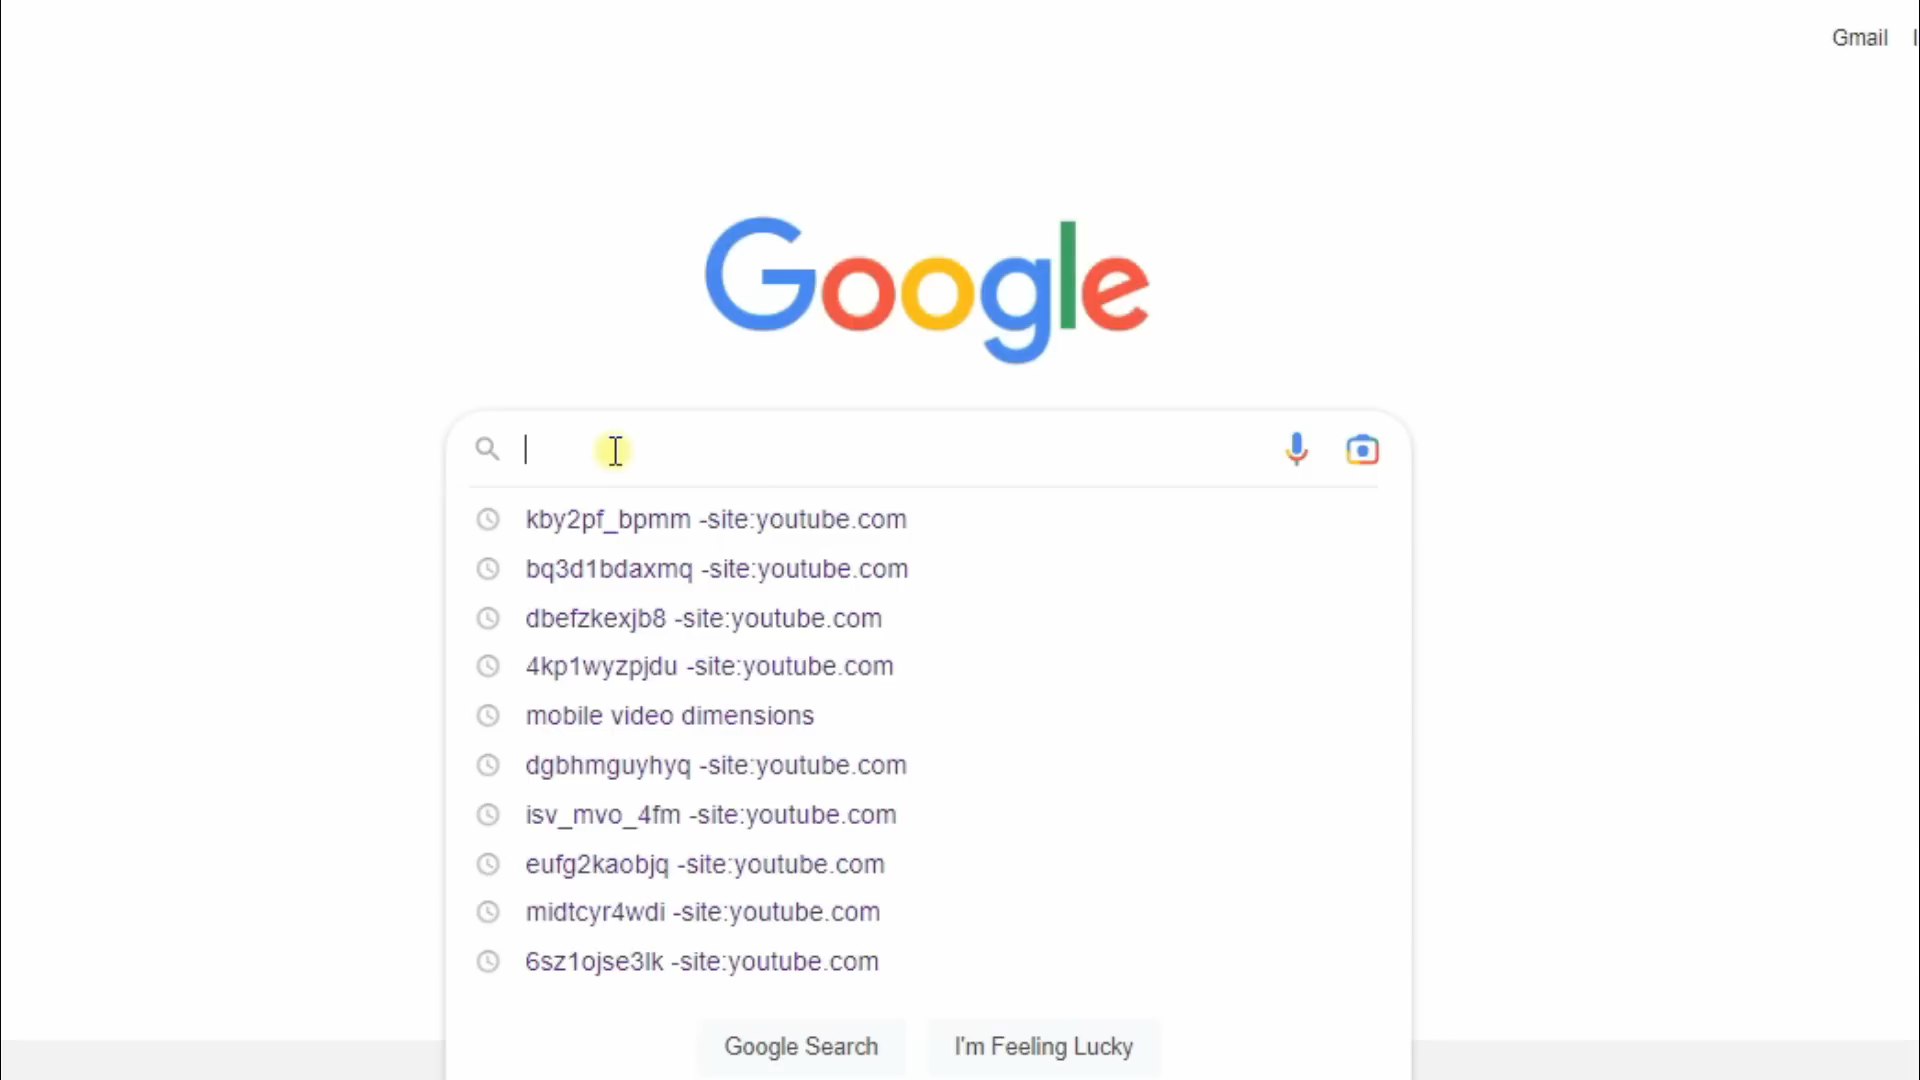 Gmail
Google
kby2pf_bpmm -site:youtube.com
bq3d1bdaxmq -site:youtube.com
dbefzkexjb8 -site:youtube.com
4kp1wyzpjdu -site:youtube.com
mobile video dimensions
dgbhmguyhyq -site:youtube.com
isv_mvo_4fm -site:youtube.com
eufg2kaobjq -site:youtube.com
midtcyr4wdi -site:youtube.com
6sz1ojse3lk -site:youtube.com
Google Search
I'm Feeling Lucky